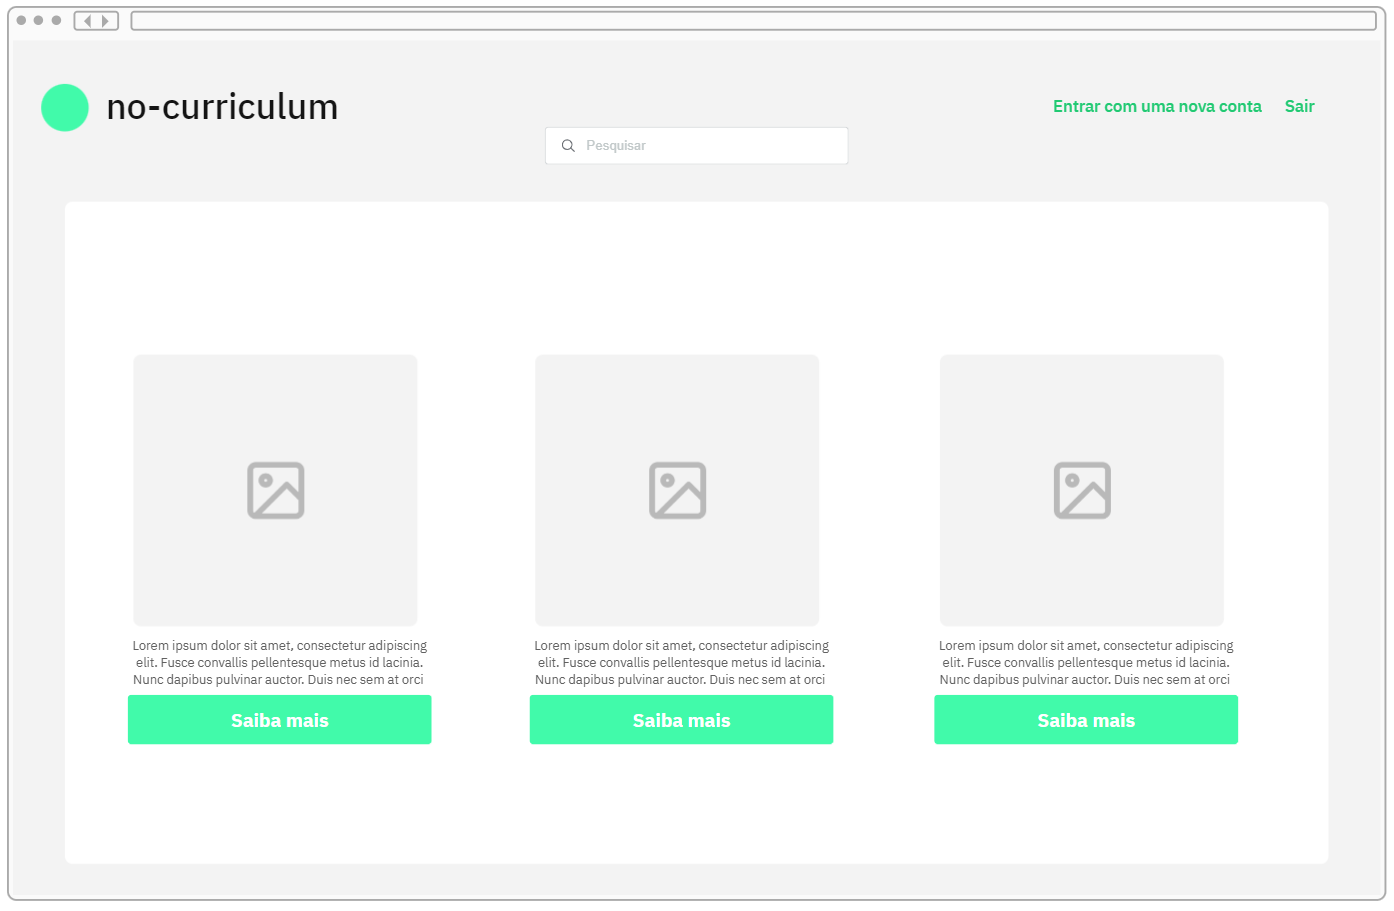 no-curriculum
Entrar com uma nova conta
Sair
Pesquisar
Lorem ipsum dolor sit amet, consectetur adipiscing
elit. Fusce convallis pellentesque metus id lacinia.
Nunc dapibus pulvinar auctor. Duis nec sem at orci
Saiba mais
Lorem ipsum dolor sit amet, consectetur adipiscing
elit. Fusce convallis pellentesque metus id lacinia.
Nunc dapibus pulvinar auctor. Duis nec sem at orci
Saiba mais
Lorem ipsum dolor sit amet, consectetur adipiscing
elit. Fusce convallis pellentesque metus id lacinia.
Nunc dapibus pulvinar auctor. Duis nec sem at orci
Saiba mais